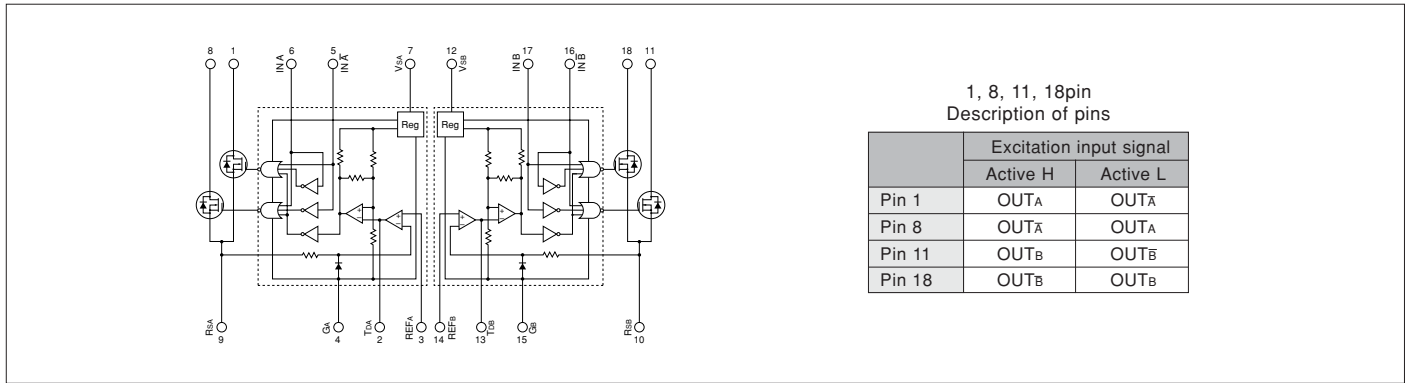 8 1 6 5 7 12 17 16 18 11
IN A IN A̅ VSA VSB IN B IN B̅
Reg Reg
+ − + − + − + −
RSA GA TDA REFA REFB TDB GB RSB
9 4 2 3 14 13 15 10
1, 8, 11, 18pin
Description of pins
Excitation input signal
Active H Active L
Pin 1 OUTA OUTA̅
Pin 8 OUTA̅ OUTA
Pin 11 OUTB OUTB̅
Pin 18 OUTB̅ OUTB